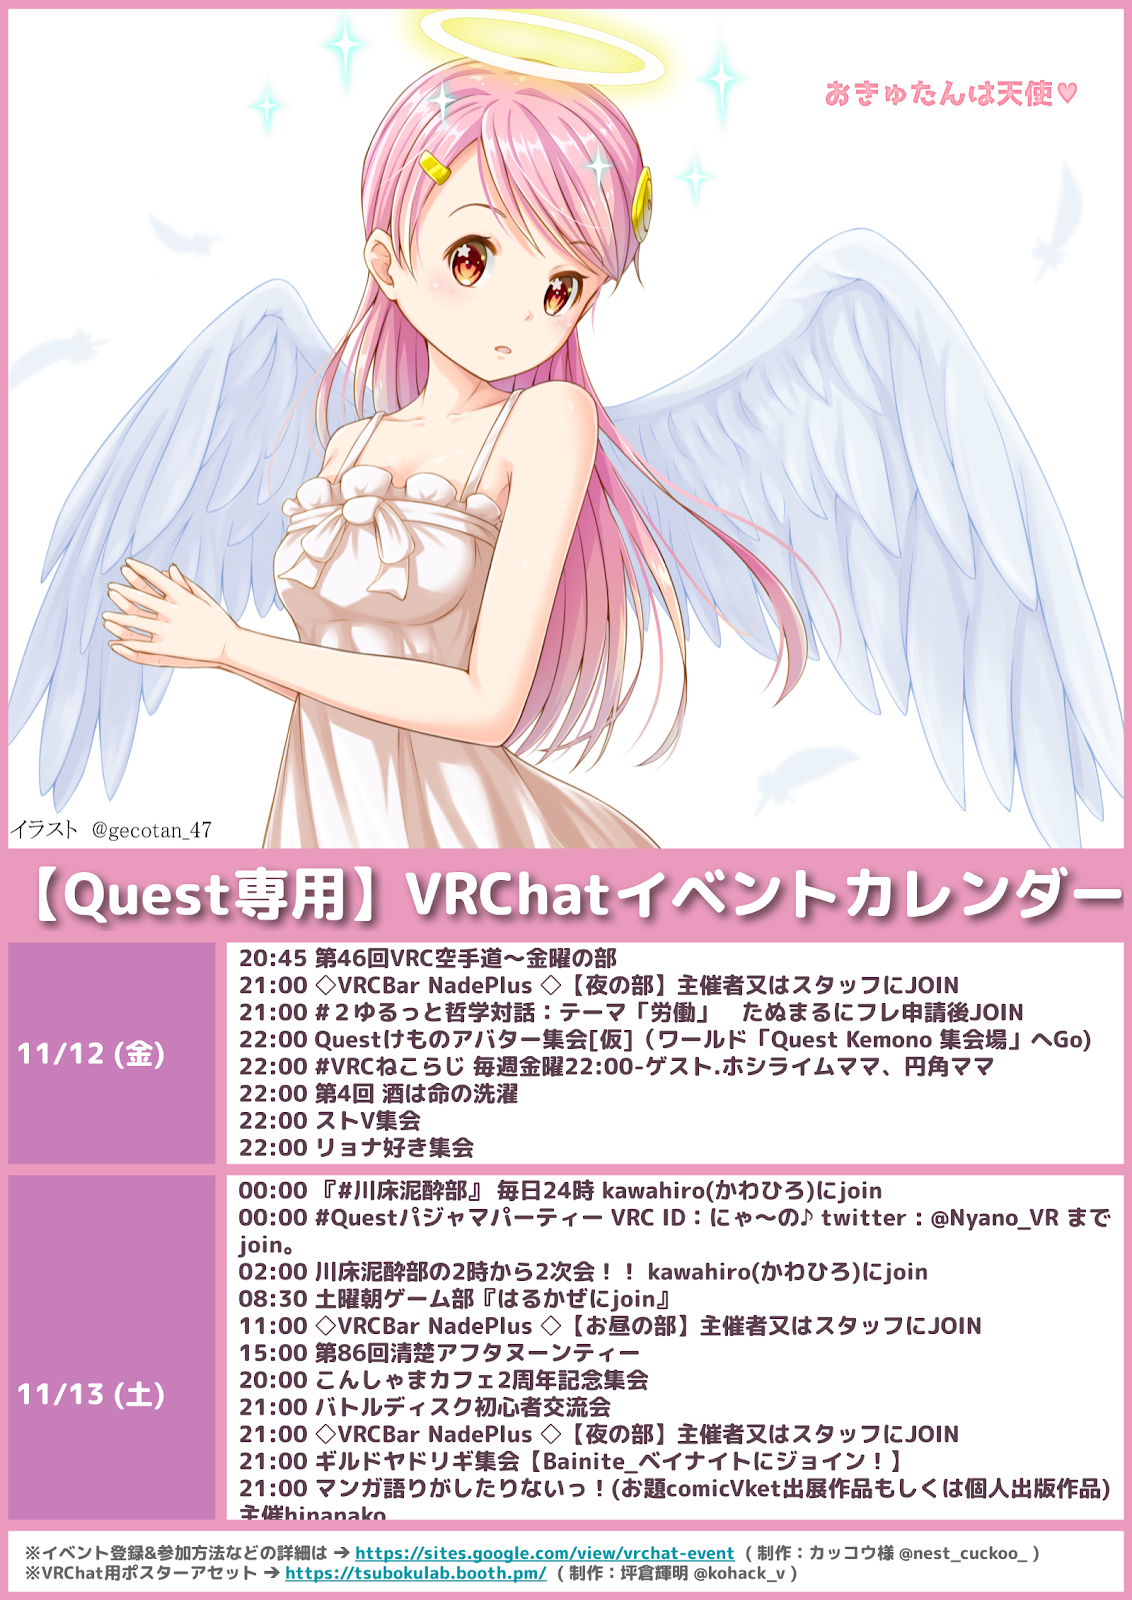 おきゅたんは天使♥
イラスト @gecotan_47
【Quest専用】VRChatイベントカレンダー
11/12 (金)
20:45 第46回VRC空手道～金曜の部
21:00 ◇VRCBar NadePlus ◇【夜の部】主催者又はスタッフにJOIN
21:00 #２ゆるっと哲学対話：テーマ「労働」　たぬまるにフレ申請後JOIN
22:00 Questけものアバター集会[仮]（ワールド「Quest Kemono 集会場」へGo)
22:00 #VRCねこらじ 毎週金曜22:00-ゲスト.ホシライムママ、円角ママ
22:00 第4回 酒は命の洗濯
22:00 ストV集会
22:00 リョナ好き集会
11/13 (土)
00:00 『#川床泥酔部』 毎日24時 kawahiro(かわひろ)にjoin
00:00 #Questパジャマパーティー VRC ID：にゃ～の♪ twitter : @Nyano_VR まで
join。
02:00 川床泥酔部の2時から2次会！！ kawahiro(かわひろ)にjoin
08:30 土曜朝ゲーム部『はるかぜにjoin』
11:00 ◇VRCBar NadePlus ◇【お昼の部】主催者又はスタッフにJOIN
15:00 第86回清楚アフタヌーンティー
20:00 こんしゃまカフェ2周年記念集会
21:00 バトルディスク初心者交流会
21:00 ◇VRCBar NadePlus ◇【夜の部】主催者又はスタッフにJOIN
21:00 ギルドヤドリギ集会【Bainite_ベイナイトにジョイン！】
21:00 マンガ語りがしたりないっ！(お題comicVket出展作品もしくは個人出版作品)
主催hinanako
※イベント登録&参加方法などの詳細は ➔ https://sites.google.com/view/vrchat-event ( 制作：カッコウ様 @nest_cuckoo_ )
※VRChat用ポスターアセット ➔ https://tsubokulab.booth.pm/ ( 制作：坪倉輝明 @kohack_v )